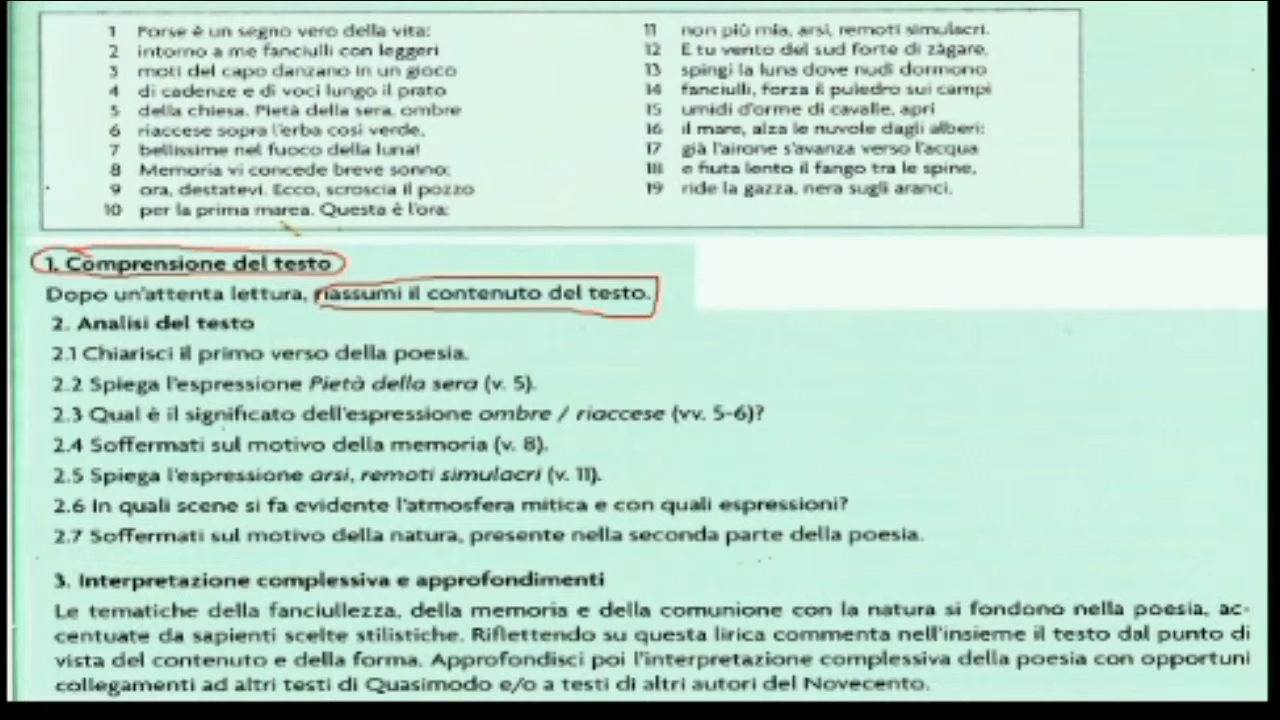 1 Forse è un segno vero della vita:
2 intorno a me fanciulli con leggeri
3 moti del capo danzano in un gioco
4 di cadenze e di voci lungo il prato
5 della chiesa. Pietà della sera, ombre
6 riaccese sopra l'erba così verde,
7 bellissime nel fuoco della luna!
8 Memoria vi concede breve sonno;
9 ora, destatevi. Ecco, scroscia il pozzo
10 per la prima marea. Questa è l'ora:
11 non più mia, arsi, remoti simulacri.
12 E tu vento del sud forte di zàgare,
13 spingi la luna dove nudi dormono
14 fanciulli, forza il puledro sui campi
15 umidi d'orme di cavalle, apri
16 il mare, alza le nuvole dagli alberi:
17 già l'airone s'avanza verso l'acqua
18 e fiuta lento il fango tra le spine,
19 ride la gazza, nera sugli aranci.
1. Comprensione del testo
Dopo un'attenta lettura, riassumi il contenuto del testo.
2. Analisi del testo
2.1 Chiarisci il primo verso della poesia.
2.2 Spiega l'espressione Pietà della sera (v. 5).
2.3 Qual è il significato dell'espressione ombre / riaccese (vv. 5-6)?
2.4 Soffermati sul motivo della memoria (v. 8).
2.5 Spiega l'espressione arsi, remoti simulacri (v. 11).
2.6 In quali scene si fa evidente l'atmosfera mitica e con quali espressioni?
2.7 Soffermati sul motivo della natura, presente nella seconda parte della poesia.
3. Interpretazione complessiva e approfondimenti
Le tematiche della fanciullezza, della memoria e della comunione con la natura si fondono nella poesia, ac-
centuate da sapienti scelte stilistiche. Riflettendo su questa lirica commenta nell'insieme il testo dal punto di
vista del contenuto e della forma. Approfondisci poi l'interpretazione complessiva della poesia con opportuni
collegamenti ad altri testi di Quasimodo e/o a testi di altri autori del Novecento.